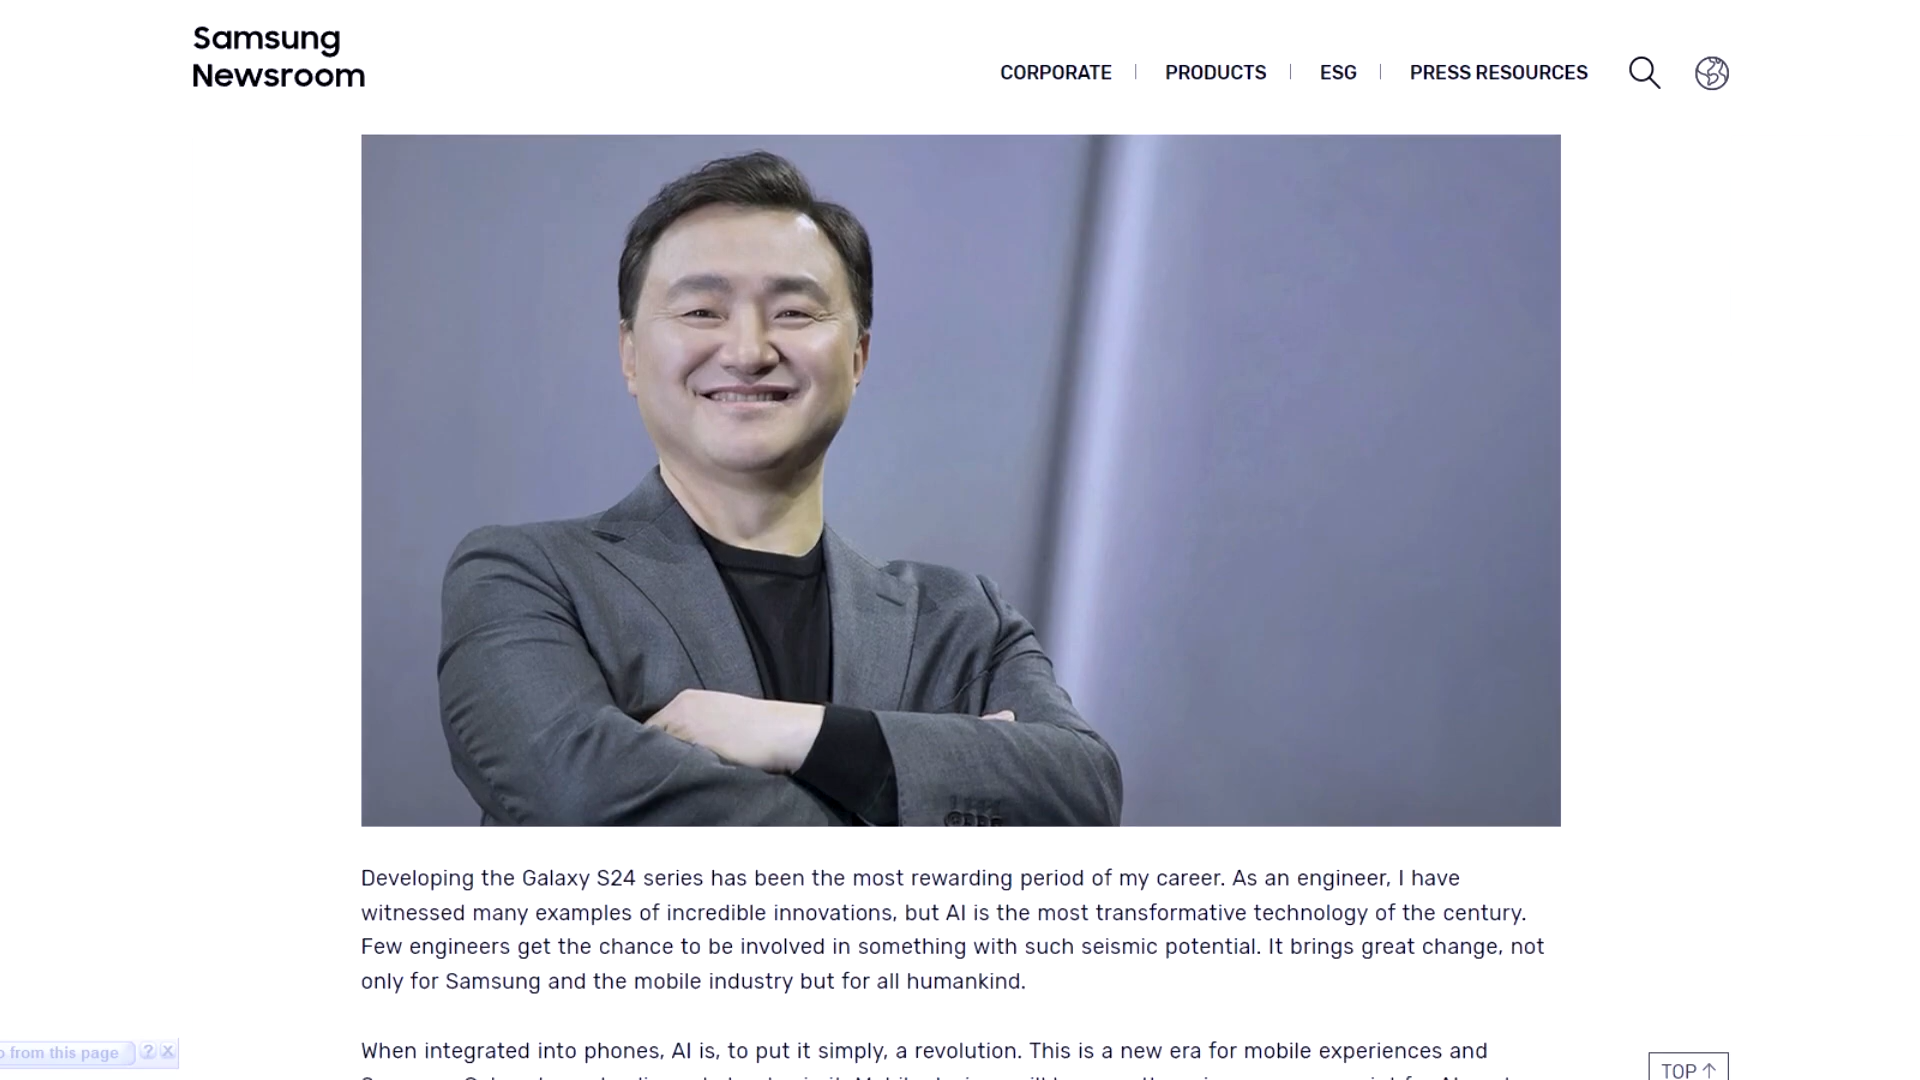 Samsung
Newsroom
CORPORATE
PRODUCTS
ESG
PRESS RESOURCES
Developing the Galaxy S24 series has been the most rewarding period of my career. As an engineer, I have
witnessed many examples of incredible innovations, but AI is the most transformative technology of the century.
Few engineers get the chance to be involved in something with such seismic potential. It brings great change, not
only for Samsung and the mobile industry but for all humankind.
from this page ? X
When integrated into phones, AI is, to put it simply, a revolution. This is a new era for mobile experiences and
TOP ↑